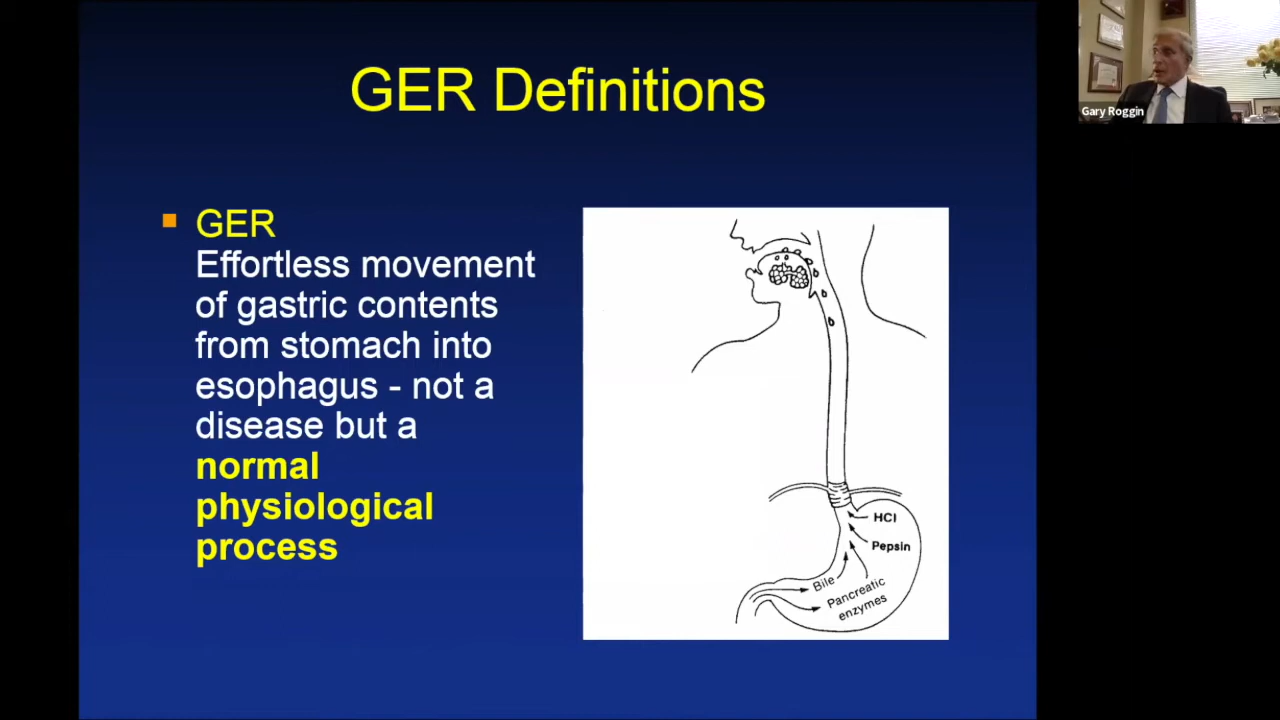 GER Definitions
GER
Effortless movement
of gastric contents
from stomach into
esophagus - not a
disease but a
normal
physiological
process
HCl
Pepsin
Bile
Pancreatic
enzymes
Gary Roggin